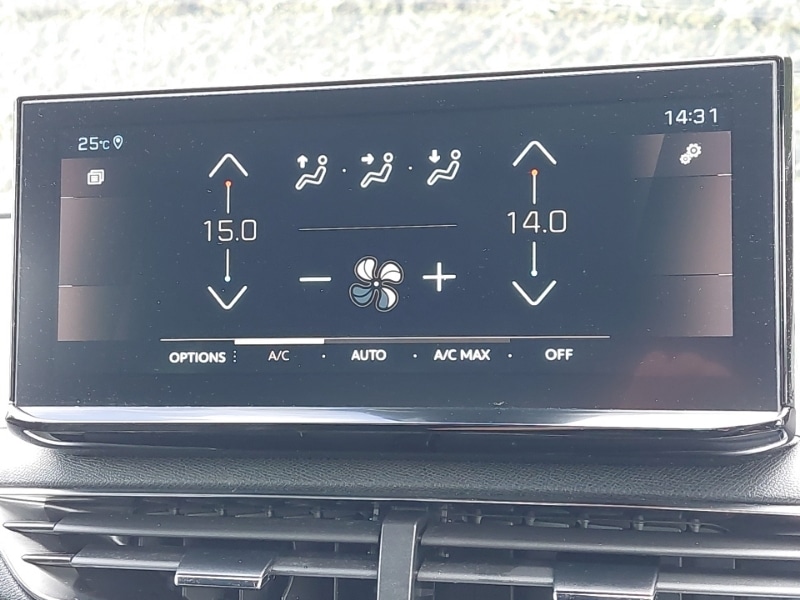 25°C
14:31
15.0
14.0
OPTIONS A/C AUTO A/C MAX OFF